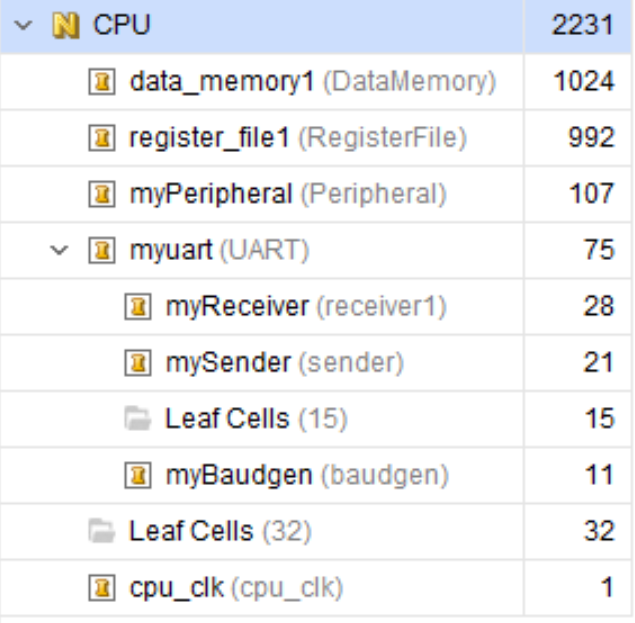 CPU 2231
data_memory1 (DataMemory) 1024
register_file1 (RegisterFile) 992
myPeripheral (Peripheral) 107
myuart (UART) 75
myReceiver (receiver1) 28
mySender (sender) 21
Leaf Cells (15) 15
myBaudgen (baudgen) 11
Leaf Cells (32) 32
cpu_clk (cpu_clk) 1